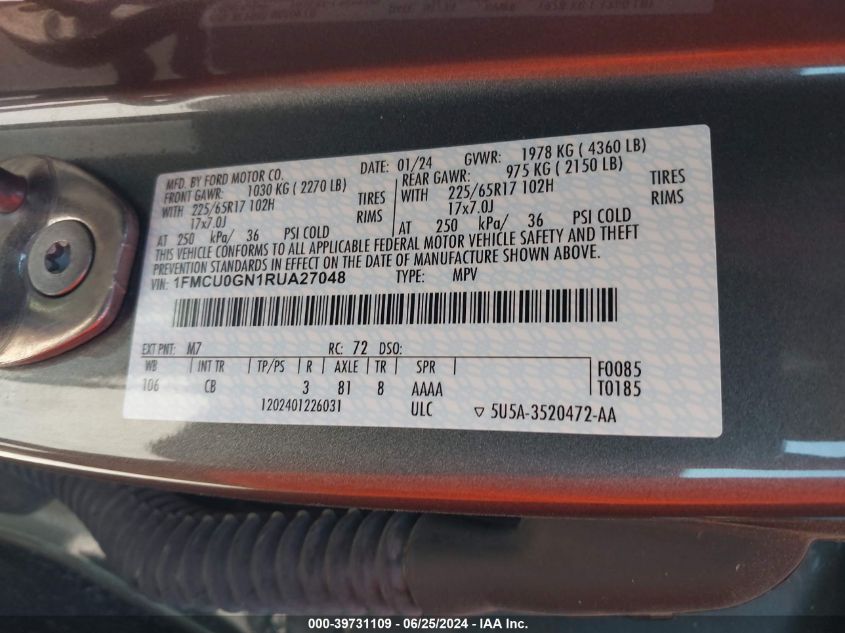 MFD. BY FORD MOTOR CO. DATE: 01/24 GVWR: 1978 KG ( 4360 LB)
FRONT GAWR: 1030 KG ( 2270 LB) REAR GAWR: 975 KG ( 2150 LB)
WITH 225/65R17 102H TIRES WITH 225/65R17 102H TIRES
17x7.0J RIMS 17x7.0J RIMS
AT 250 kPa/ 36 PSI COLD AT 250 kPa/ 36 PSI COLD
THIS VEHICLE CONFORMS TO ALL APPLICABLE FEDERAL MOTOR VEHICLE SAFETY AND THEFT
PREVENTION STANDARDS IN EFFECT ON THE DATE OF MANUFACTURE SHOWN ABOVE.
VIN: 1FMCU0GN1RUA27048 TYPE: MPV
EXT PNT: M7 RC: 72 DSO:
WB INT TR TP/PS R AXLE TR SPR F0085
106 CB 3 81 8 AAAA T0185
1202401226031 ULC ▽ 5U5A-3520472-AA
000-39731109 - 06/25/2024 - IAAI.com